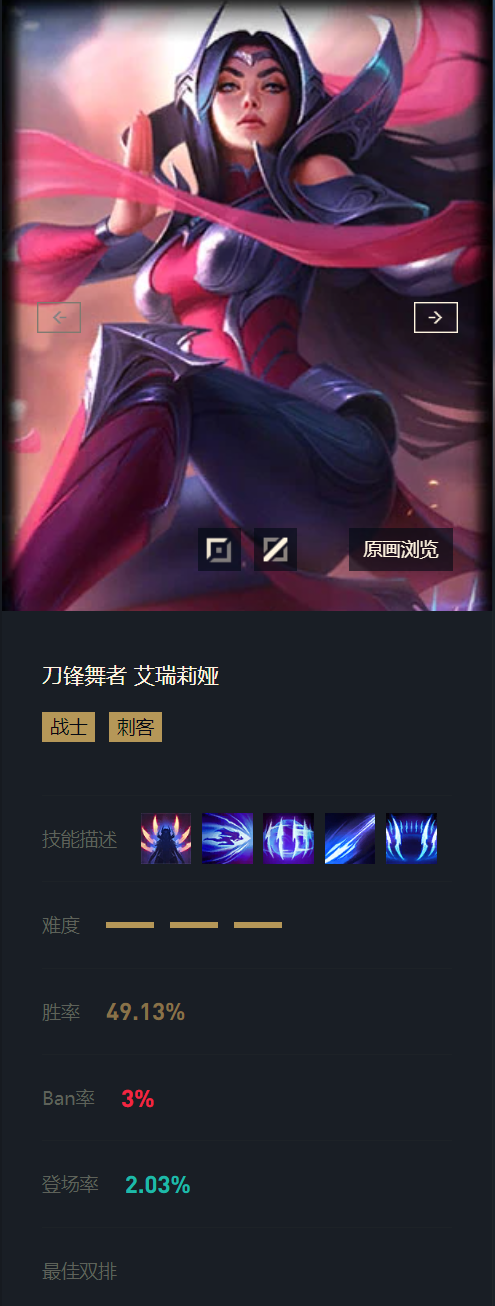 原画浏览
刀锋舞者 艾瑞莉娅
战士 刺客
技能描述
难度
胜率 49.13%
Ban率 3%
登场率 2.03%
最佳双排